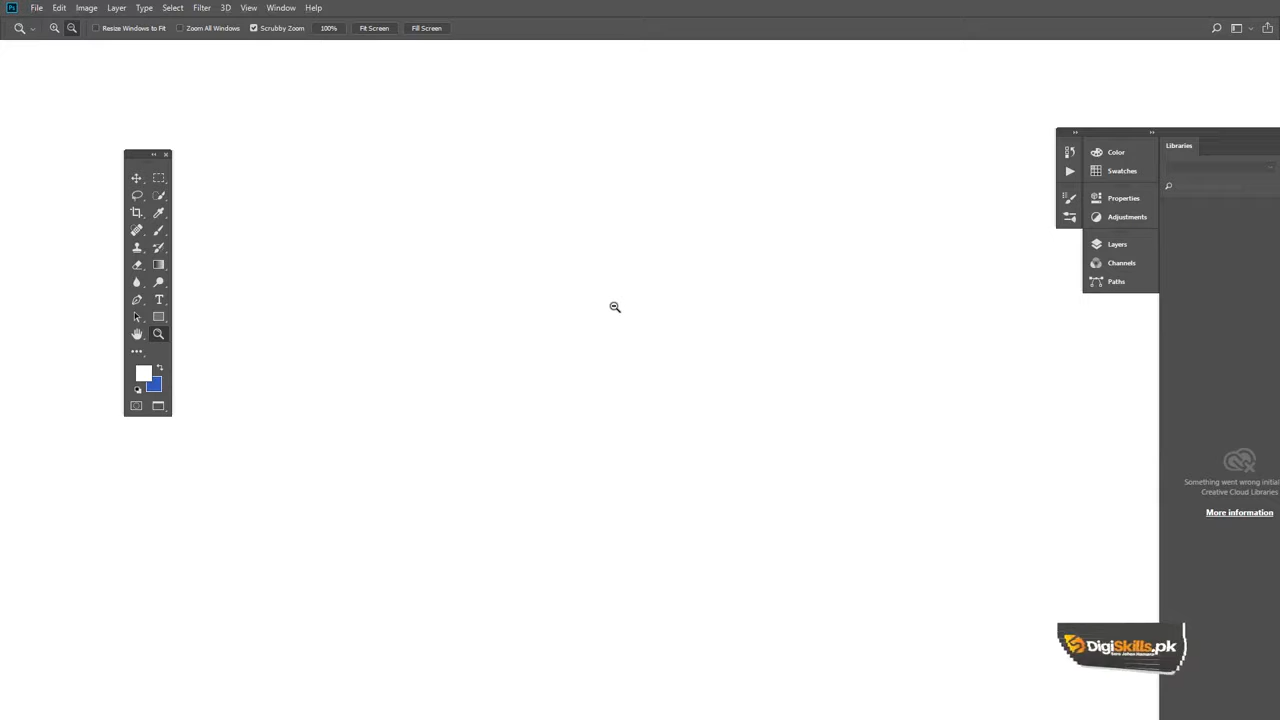 Ps File Edit Image Layer Type Select Filter 3D View Window Help
Resize Windows to Fit Zoom All Windows Scrubby Zoom 100% Fit Screen Fill Screen
Libraries
Color
Swatches
Properties
Adjustments
Layers
Channels
Paths
T
Something went wrong initial
Creative Cloud Libraries
More information
DigiSkills.pk